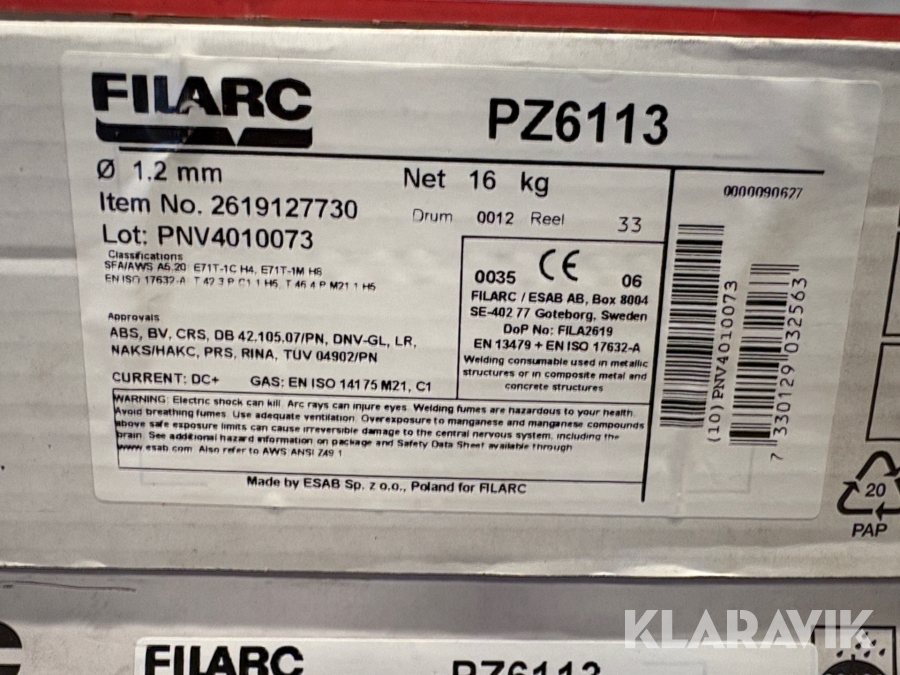 FILARC
PZ6113
Ø 1.2 mm
Net 16 kg
0000090627
Item No. 2619127730
Drum 0012 Reel 33
Lot: PNV4010073
Classifications
SFA/AWS A5.20 E71T-1C H4, E71T-1M H8
EN ISO 17632-A T 42 3 P C1 1 H5, T 46 4 P M21 1 H5
0035 CE 06
FILARC / ESAB AB, Box 8004
SE-402 77 Goteborg, Sweden
DoP No: FILA2619
EN 13479 + EN ISO 17632-A
Welding consumable used in metallic
structures or in composite metal and
concrete structures
Approvals
ABS, BV, CRS, DB 42.105.07/PN, DNV-GL, LR,
NAKS/HAKC, PRS, RINA, TUV 04902/PN
CURRENT: DC+ GAS: EN ISO 14175 M21, C1
WARNING: Electric shock can kill. Arc rays can injure eyes. Welding fumes are hazardous to your health.
Avoid breathing fumes. Use adequate ventilation. Overexposure to manganese and manganese compounds
above safe exposure limits can cause irreversible damage to the central nervous system, including the
brain. See additional hazard information on package and Safety Data Sheet available through
www.esab.com. Also refer to AWS ANSI Z49.1
Made by ESAB Sp. z o.o., Poland for FILARC
(10)PNV4010073
7 330129 032563
20
PAP
KLARAVIK
FILARC
PZ6113